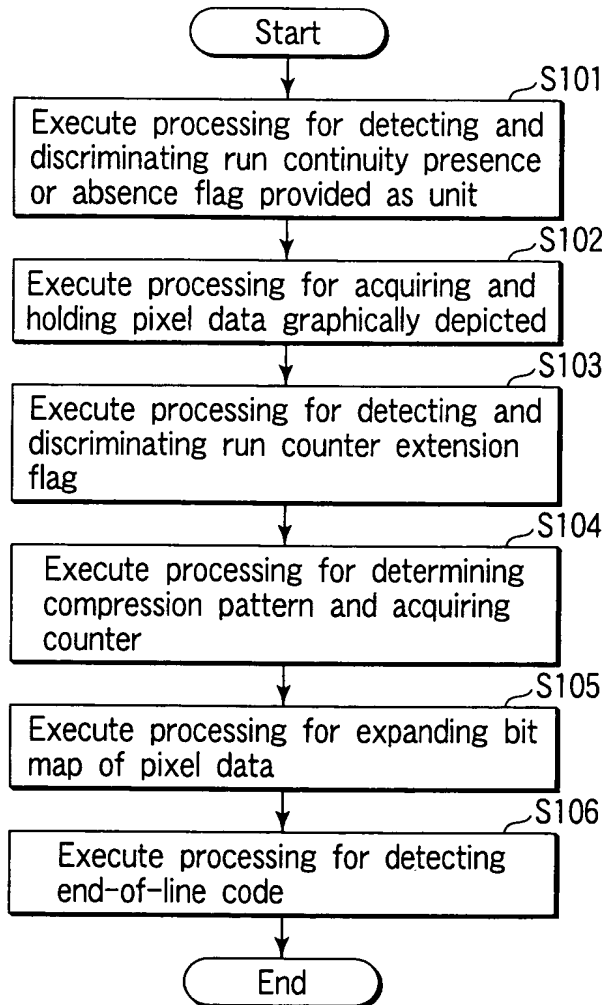 Start
S101
Execute processing for detecting and
discriminating run continuity presence
or absence flag provided as unit
S102
Execute processing for acquiring and
holding pixel data graphically depicted
S103
Execute processing for detecting and
discriminating run counter extension
flag
S104
Execute processing for determining
compression pattern and acquiring
counter
S105
Execute processing for expanding bit
map of pixel data
S106
Execute processing for detecting
end-of-line code
End